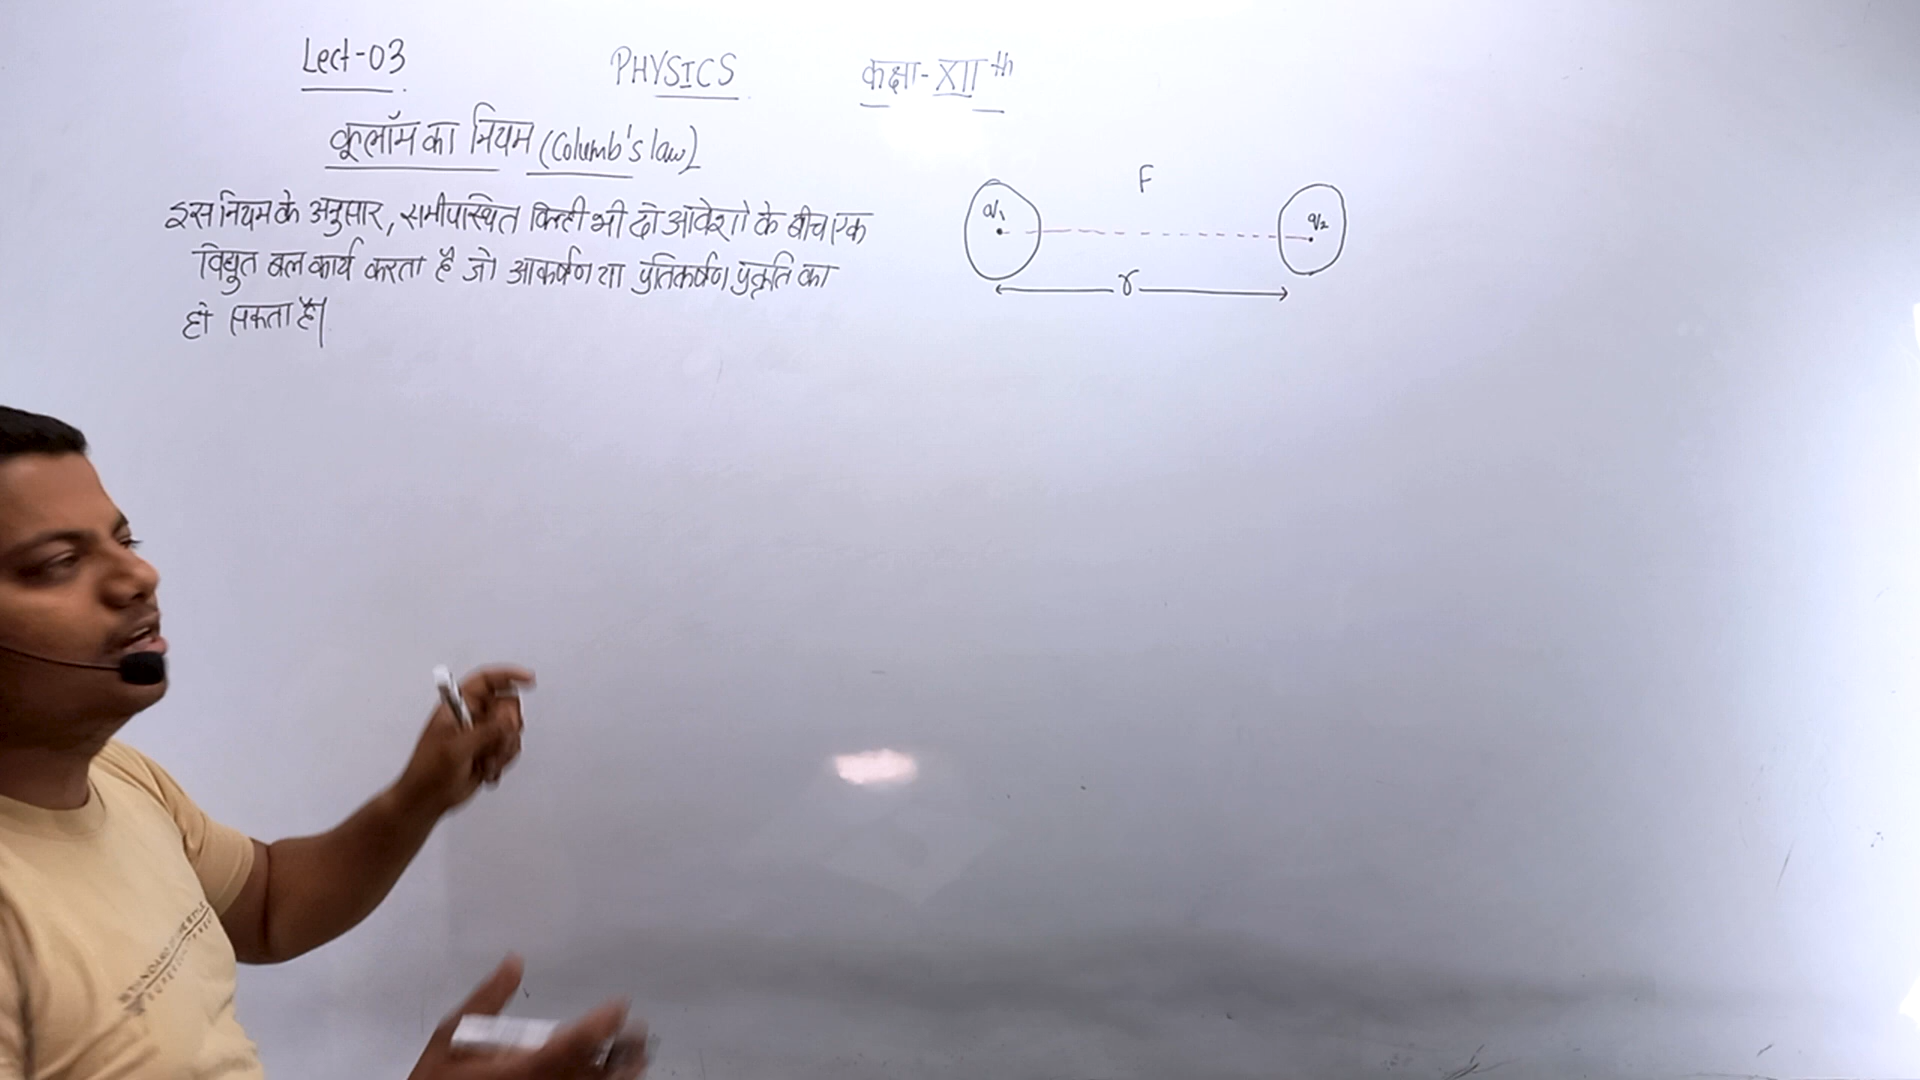 Lect-03 PHYSICS कक्षा-XII th
कूलॉम का नियम (Columb's law)
इस नियम के अनुसार, समीपस्थित किन्ही भी दो आवेशो के बीच एक
विद्युत बल कार्य करता है जो आकर्षण या प्रतिकर्षण प्रकृति का
हो सकता है।
F
q₁ q₂
r